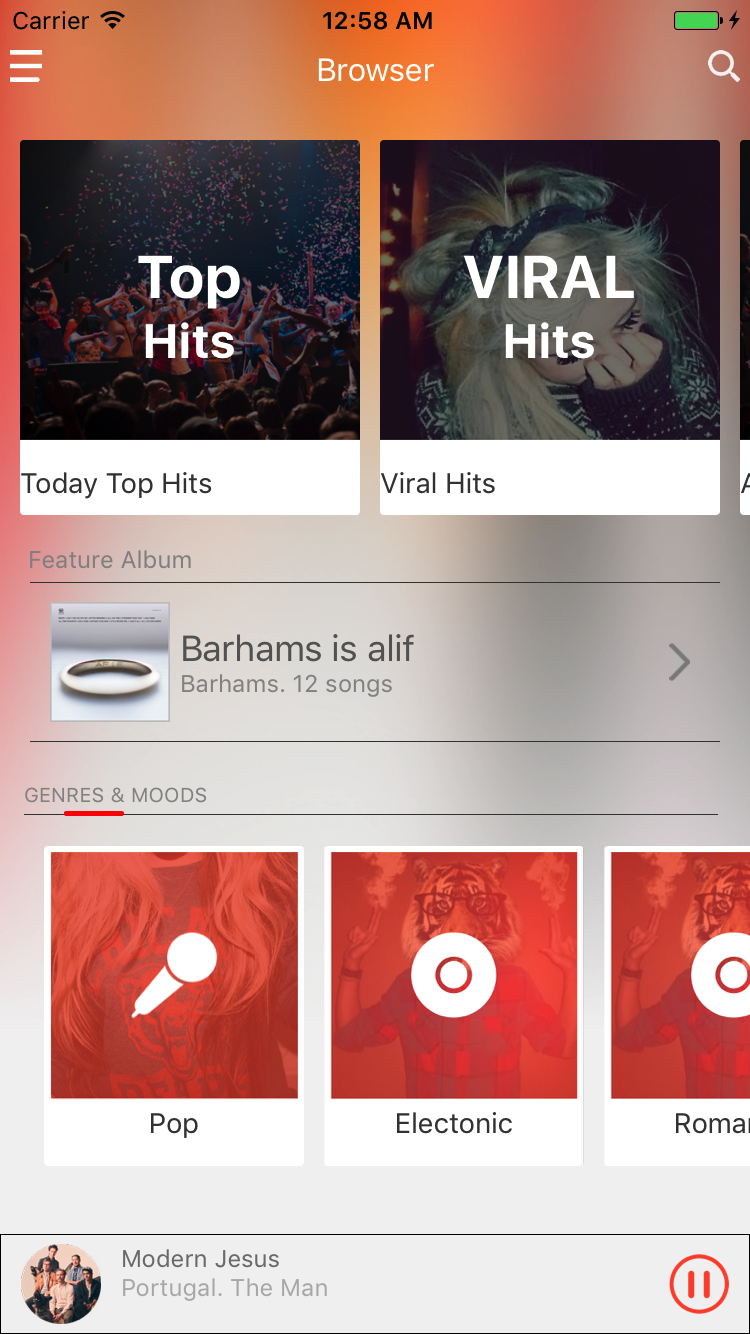 Carrier 12:58 AM
Browser
Top
Hits
VIRAL
Hits
Today Top Hits
Viral Hits
A
Feature Album
Barhams is alif
Barhams. 12 songs
GENRES & MOODS
Pop
Electonic
Roma
Modern Jesus
Portugal. The Man